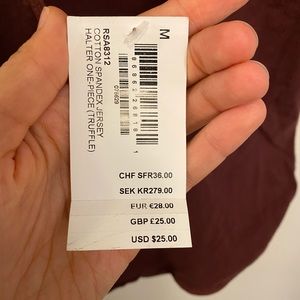 RSA8312
COTTON SPANDEX JERSEY
HALTER ONE-PIECE (TRUFFLE)
M
CHF SFR36.00
SEK KR279.00
EUR €28.00
GBP £25.00
USD $25.00